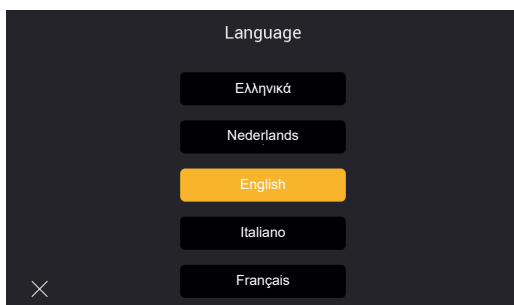 Language
Ελληνικά
Nederlands
English
Italiano
Français